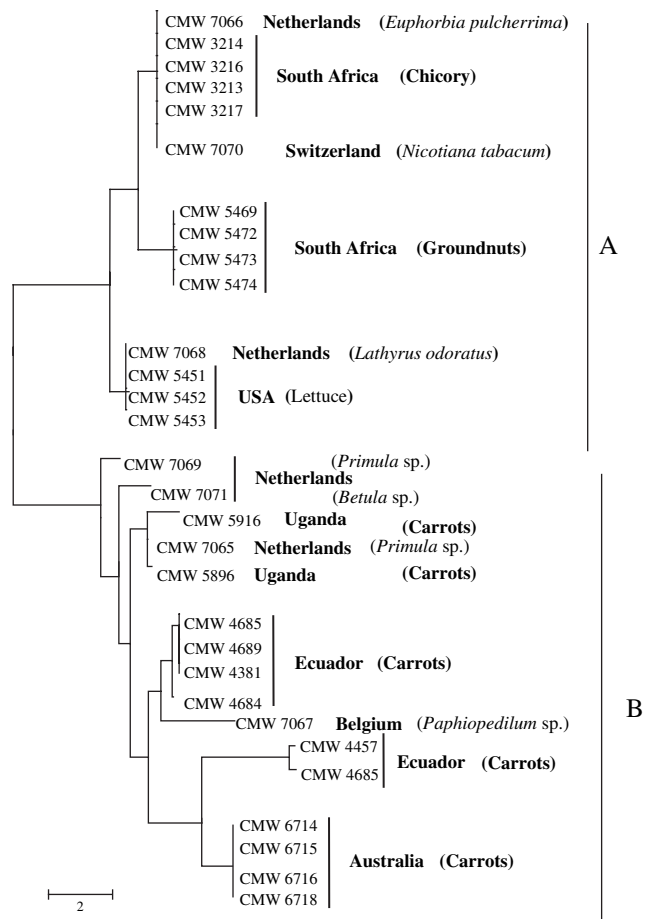 CMW 7066 Netherlands (Euphorbia pulcherrima)
CMW 3214
CMW 3216
South Africa (Chicory)
CMW 3213
CMW 3217
CMW 7070 Switzerland (Nicotiana tabacum)
CMW 5469
CMW 5472
South Africa (Groundnuts)
CMW 5473
CMW 5474
A
CMW 7068 Netherlands (Lathyrus odoratus)
CMW 5451
CMW 5452 USA (Lettuce)
CMW 5453
CMW 7069 (Primula sp.)
Netherlands
CMW 7071 (Betula sp.)
CMW 5916 Uganda (Carrots)
CMW 7065 Netherlands (Primula sp.)
CMW 5896 Uganda (Carrots)
CMW 4685
CMW 4689
Ecuador (Carrots)
CMW 4381
CMW 4684
B
CMW 7067 Belgium (Paphiopedilum sp.)
CMW 4457
Ecuador (Carrots)
CMW 4685
CMW 6714
CMW 6715
Australia (Carrots)
CMW 6716
CMW 6718
2